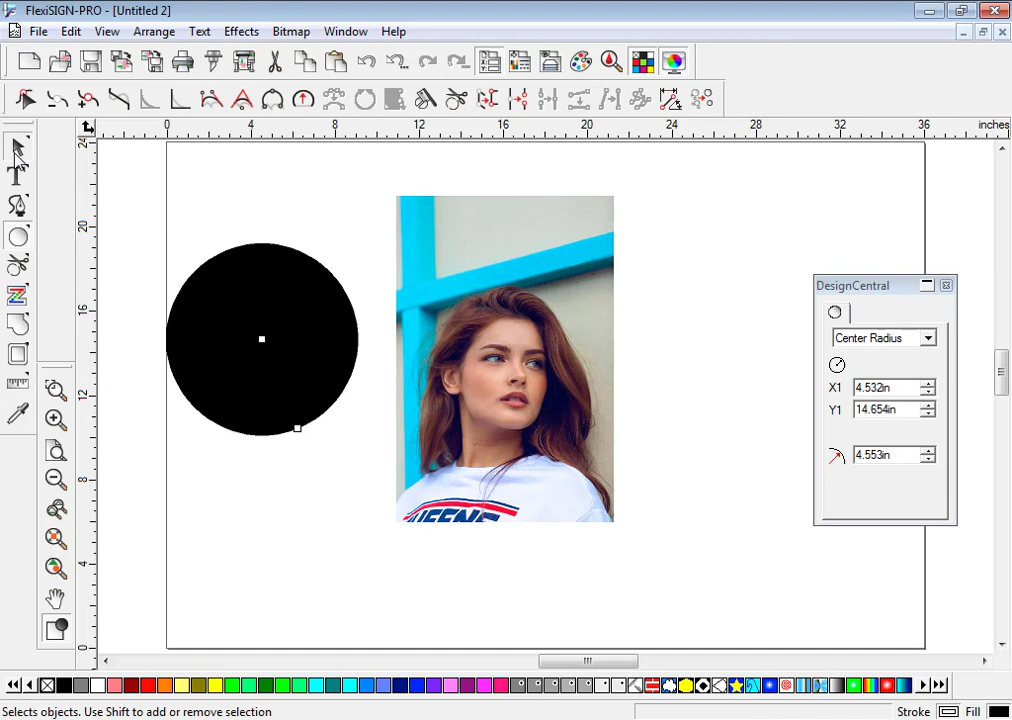 FlexiSIGN-PRO - [Untitled 2]
File Edit View Arrange Text Effects Bitmap Window Help
0 4 8 12 16 20 24 28 32 36 inches
24
20
16
12
8
4
0
QUEENS
DesignCentral
Center Radius
X1 4.532in
Y1 14.654in
4.553in
Selects objects. Use Shift to add or remove selection
Stroke Fill